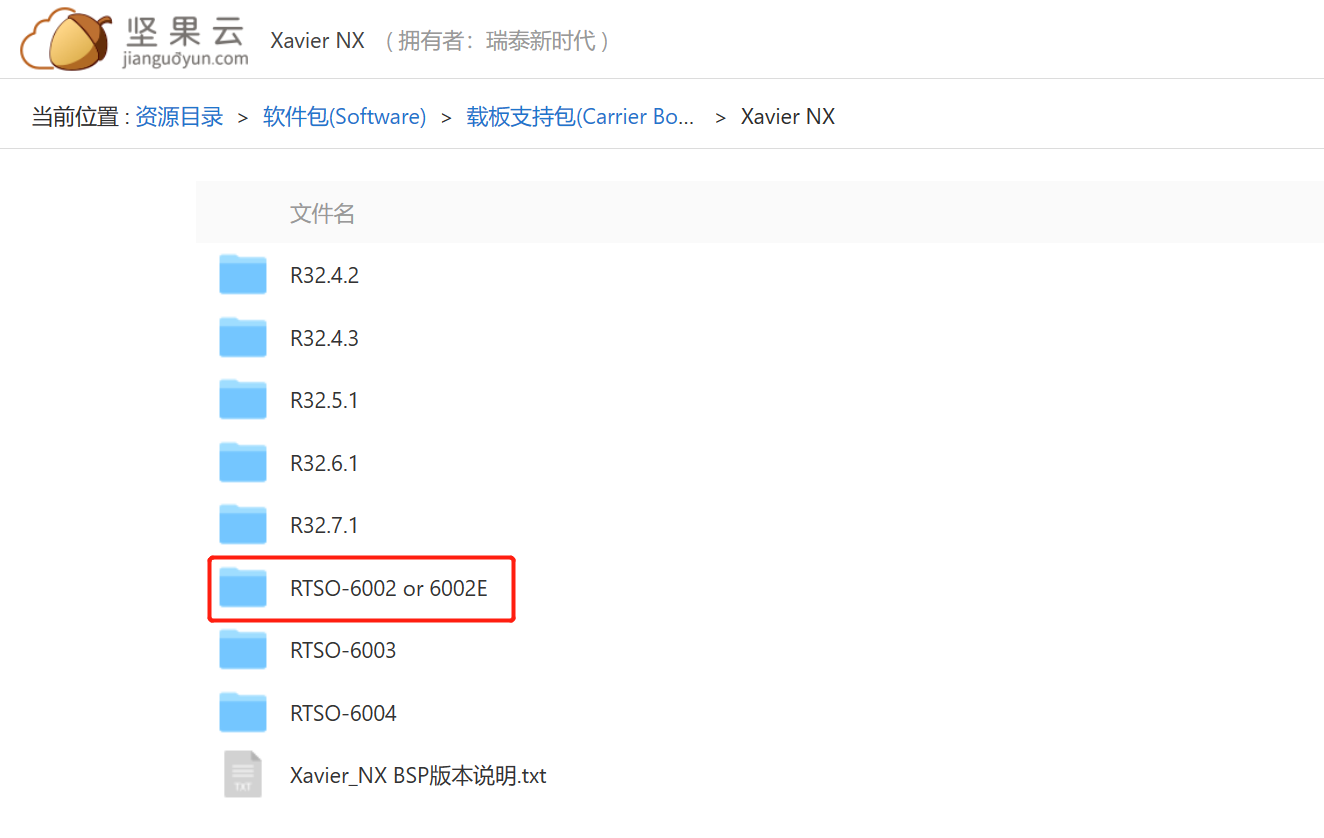 坚果云 Xavier NX （拥有者：瑞泰新时代）
jianguoyun.com
当前位置 : 资源目录 > 软件包(Software) > 载板支持包(Carrier Bo... > Xavier NX
文件名
R32.4.2
R32.4.3
R32.5.1
R32.6.1
R32.7.1
RTSO-6002 or 6002E
RTSO-6003
RTSO-6004
TXT
Xavier_NX BSP版本说明.txt